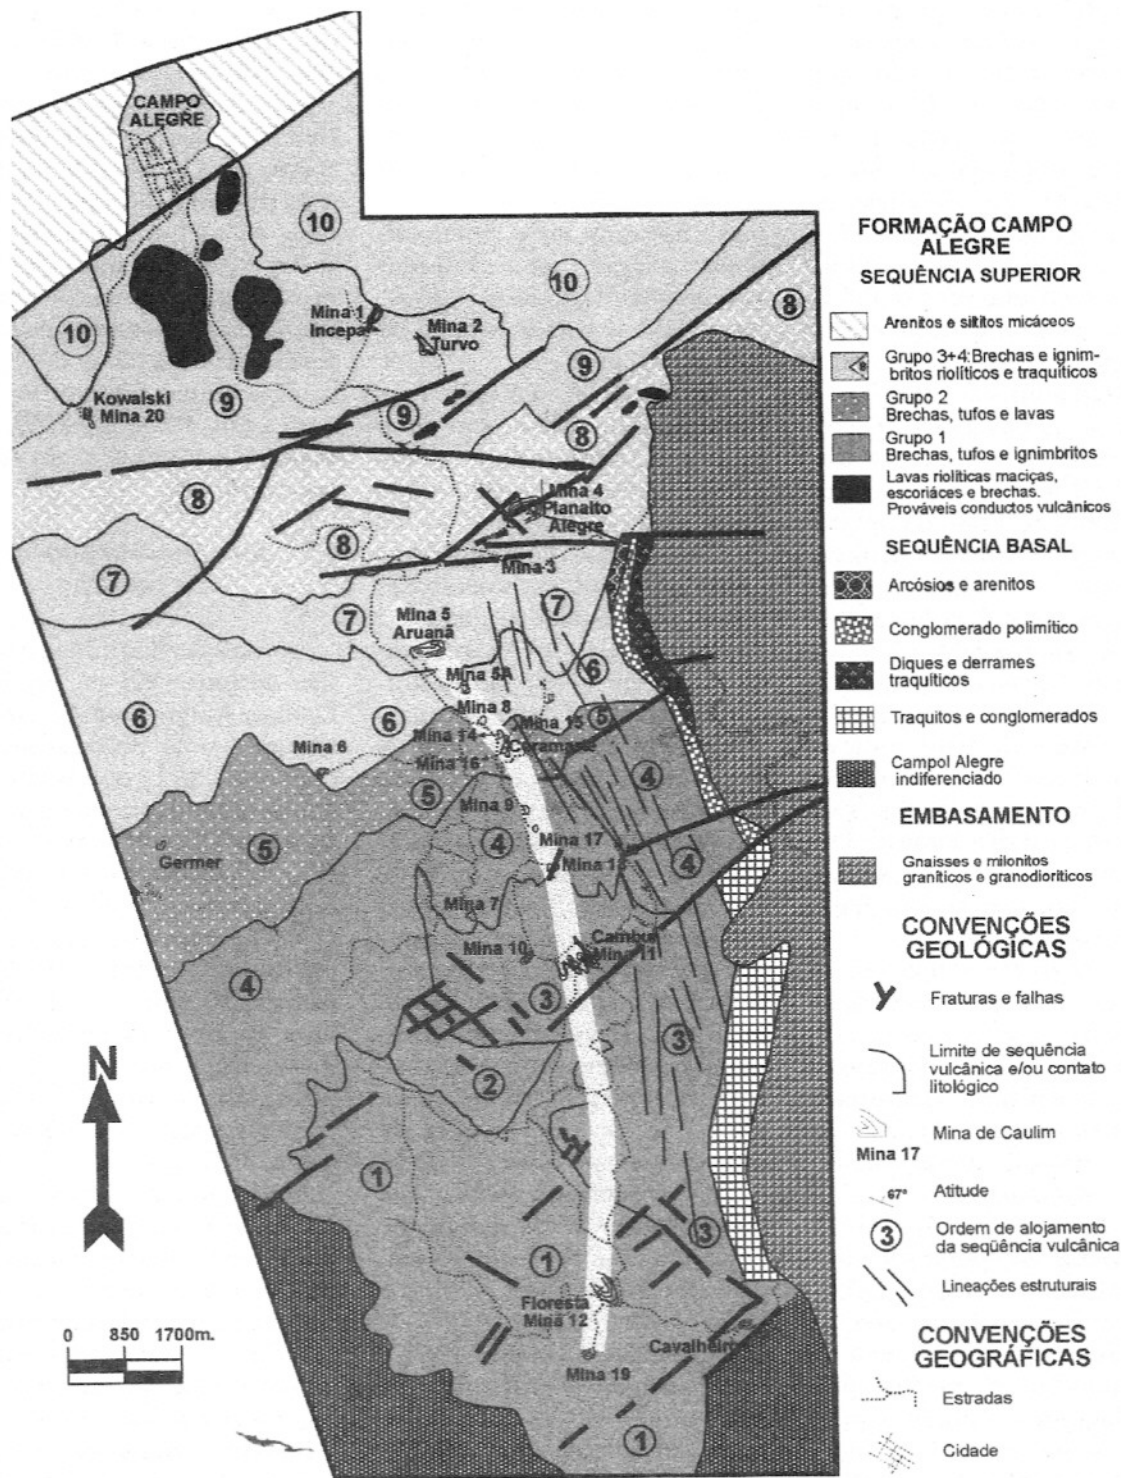 CAMPO
ALEGRE
10
10
10
10
Mina 1
Incepa
Mina 2
Turvo
8
9
Kowalski
Mina 20
9
9
8
8
Mina 4
Planalto
Alegre
8
Mina 3
7
7
7
Mina 5
Aruanã
6
Mina 5A
6
6
Mina 8
5
Mina 15
Mina 14
Mina 6
Mina 16
4
5
Mina 9
5
4
Mina 17
Germer
4
Mina 7
Mina 10
Mina 11
4
3
3
2
1
3
1
Floresta
Mina 12
Cavalheiro
Mina 19
1
N
0 850 1700m.
FORMAÇÃO CAMPO
ALEGRE
SEQUÊNCIA SUPERIOR
Arenitos e siltitos micáceos
Grupo 3+4:Brechas e ignim-
britos riolíticos e traquíticos
Grupo 2
Brechas, tufos e lavas
Grupo 1
Brechas, tufos e ignimbritos
Lavas riolíticas maciças,
escoriáces e brechas.
Prováveis conductos vulcânicos
SEQUÊNCIA BASAL
Arcósios e arenitos
Conglomerado polimítico
Diques e derrames
traquíticos
Traquitos e conglomerados
Campol Alegre
indiferenciado
EMBASAMENTO
Gnaisses e milonitos
graníticos e granodioríticos
CONVENÇÕES
GEOLÓGICAS
Fraturas e falhas
Limite de sequência
vulcânica e/ou contato
litológico
Mina de Caulim
Mina 17
67° Atitude
3 Ordem de alojamento
da seqüência vulcânica
Lineações estruturais
CONVENÇÕES
GEOGRÁFICAS
Estradas
Cidade